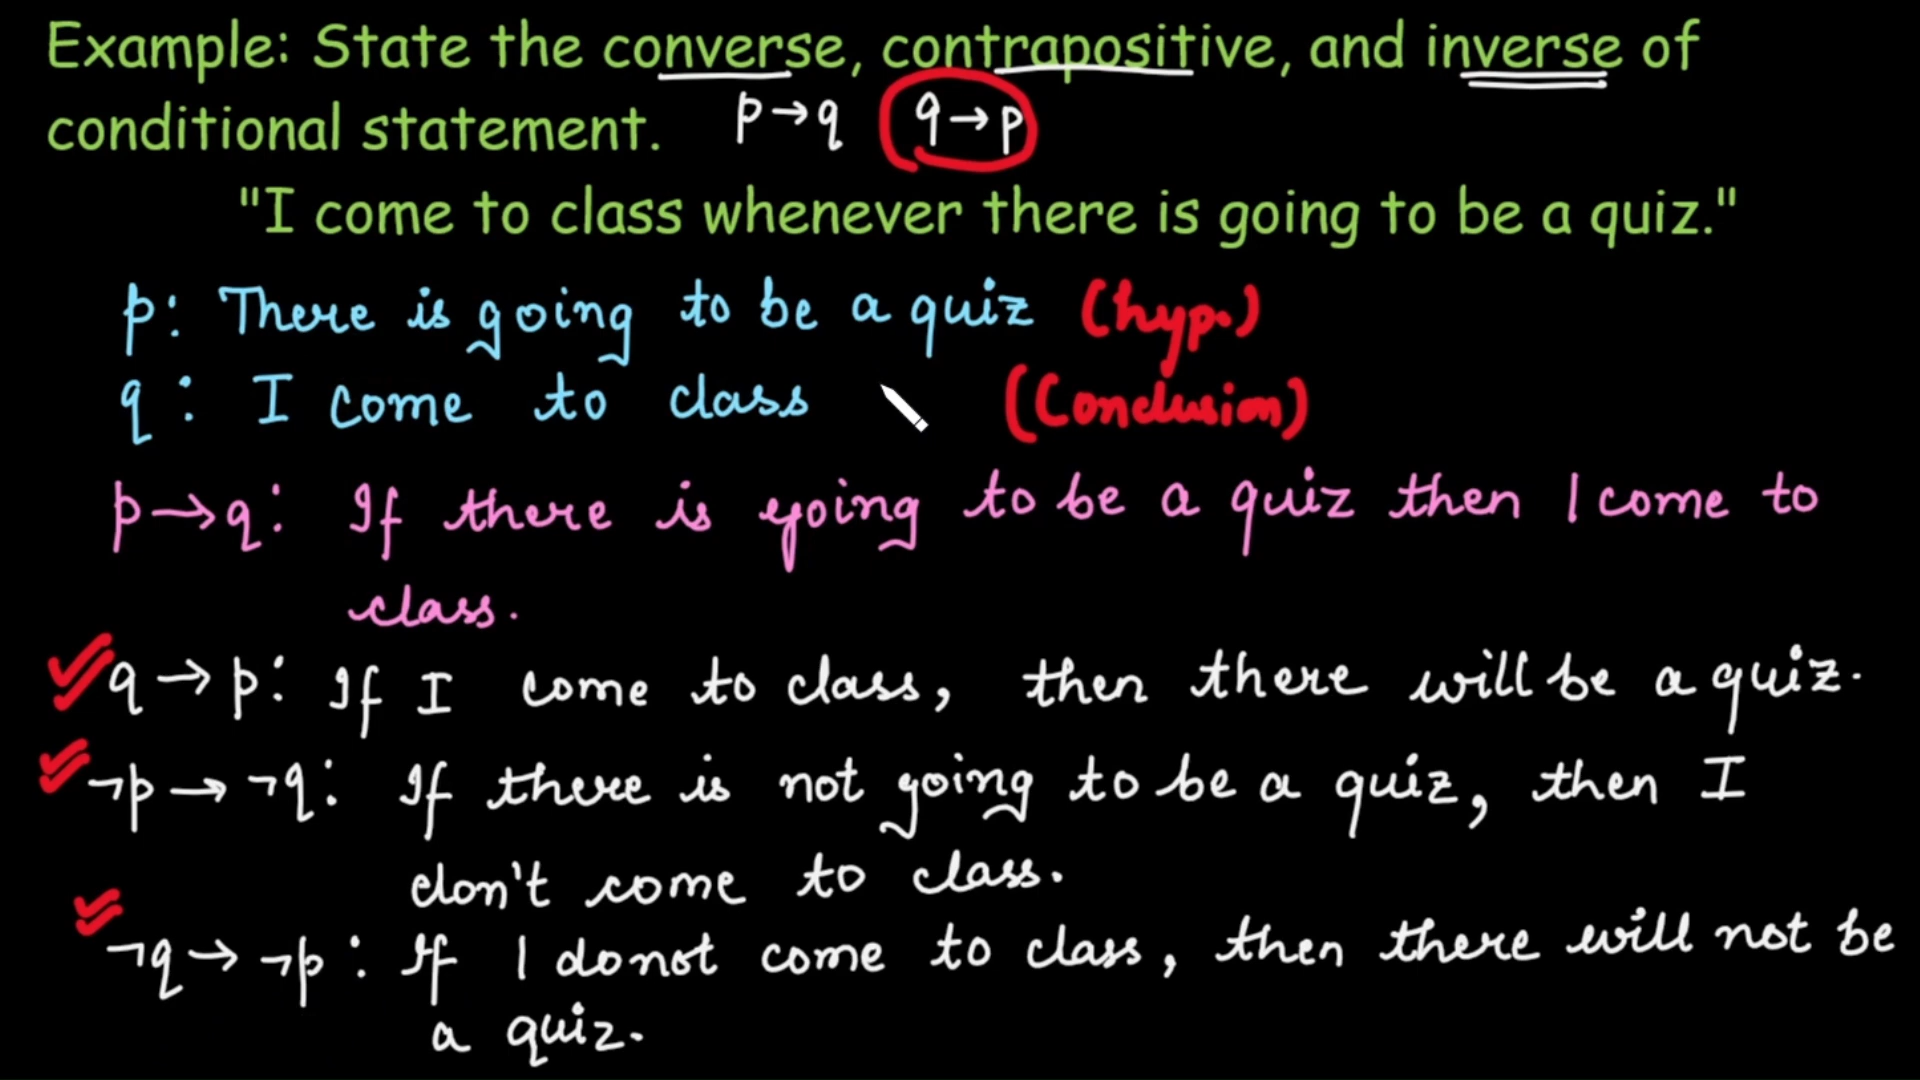 Example: State the converse, contrapositive, and inverse of
conditional statement. p→q q→p
"I come to class whenever there is going to be a quiz."
p: There is going to be a quiz (hyp.)
q: I come to class (Conclusion)
p→q: If there is going to be a quiz then I come to
class.
q→p: If I come to class, then there will be a quiz.
¬p→¬q: If there is not going to be a quiz, then I
don't come to class.
¬q→¬p: If I do not come to class, then there will not be
a quiz.